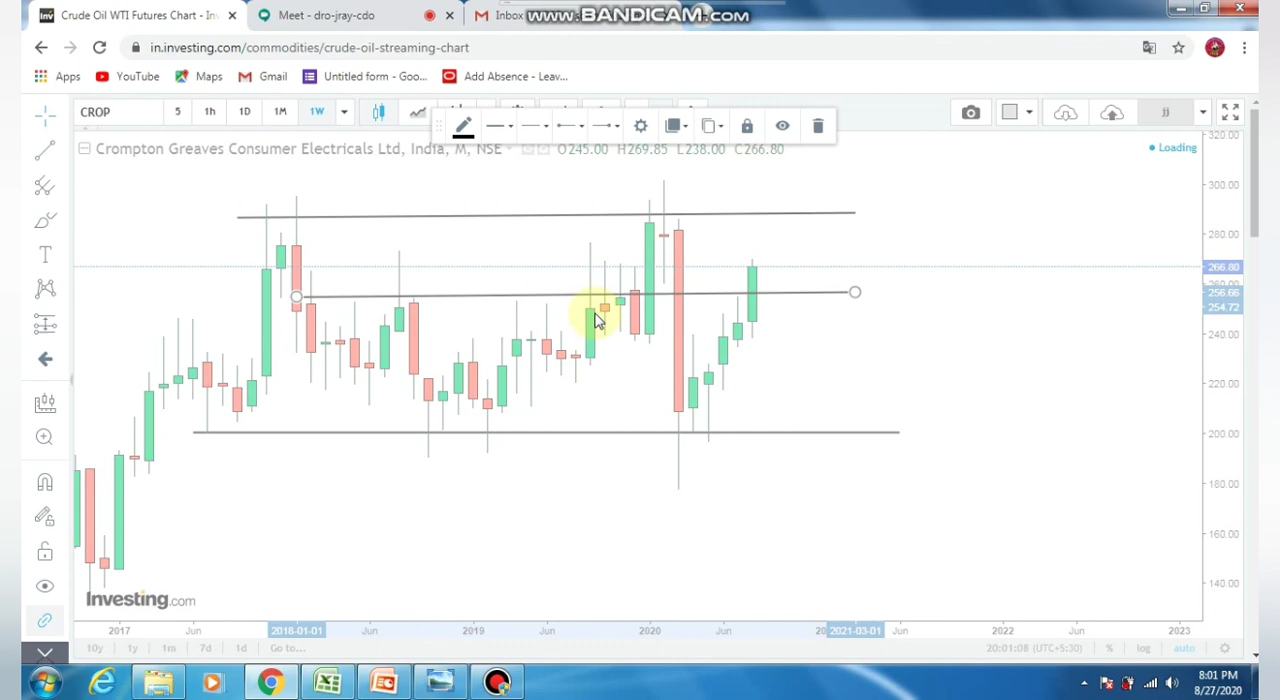 Crude Oil WTI Futures Chart - Inv
Meet - dro-jray-cdo
Inbox
www.BANDICAM.com
in.investing.com/commodities/crude-oil-streaming-chart
Apps YouTube Maps Gmail Untitled form - Goo... Add Absence - Leav...
CROP 5 1h 1D 1M 1W jj
Crompton Greaves Consumer Electricals Ltd, India, M, NSE O245.00 H269.85 L238.00 C266.80
Loading
320.00
300.00
280.00
266.80
256.66
254.72
240.00
220.00
200.00
180.00
160.00
140.00
Investing.com
2017 Jun 2018-01-01 Jun 2019 Jun 2020 Jun 2021-03-01 Jun 2022 Jun 2023
10y 1y 1m 7d 1d Go to... 20:01:08 (UTC+5:30) % log auto
8:01 PM
8/27/2020